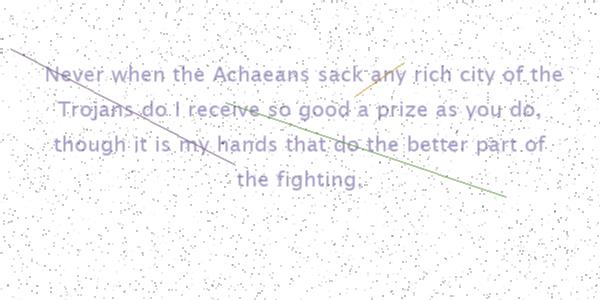 Never when the Achaeans sack any rich city of the
Trojans do I receive so good a prize as you do,
though it is my hands that do the better part of
the fighting.